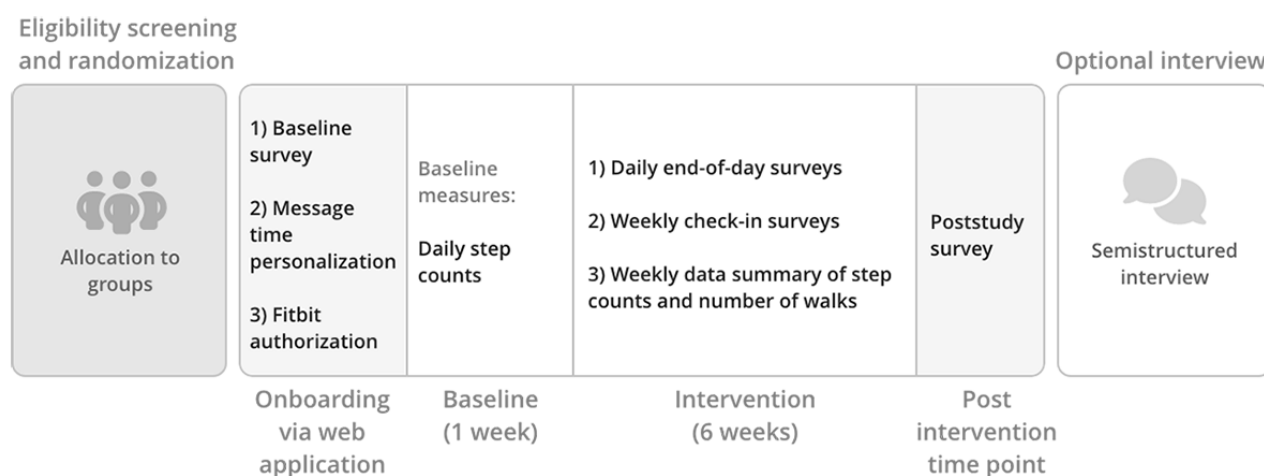 Eligibility screening
and randomization
Allocation to
groups
1) Baseline
survey
2) Message
time
personalization
3) Fitbit
authorization
Onboarding
via web
application
Baseline
measures:
Daily step
counts
Baseline
(1 week)
1) Daily end-of-day surveys
2) Weekly check-in surveys
3) Weekly data summary of step
counts and number of walks
Intervention
(6 weeks)
Poststudy
survey
Post
intervention
time point
Optional interview
Semistructured
interview